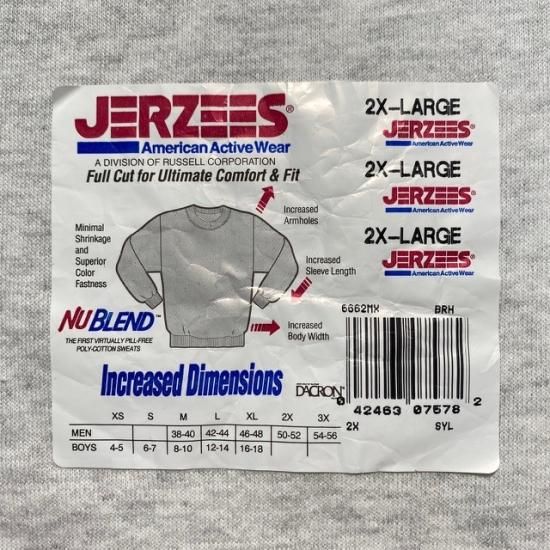 JERZEES®
American Active Wear
A DIVISION OF RUSSELL CORPORATION
Full Cut for Ultimate Comfort & Fit
Minimal
Shrinkage
and
Superior
Color
Fastness
Increased
Armholes
Increased
Sleeve Length
Increased
Body Width
NUBLEND™
THE FIRST VIRTUALLY PILL-FREE
POLY-COTTON SWEATS
Increased Dimensions
DACRON
XS S M L XL 2X 3X
MEN 38-40 42-44 46-48 50-52 54-56
BOYS 4-5 6-7 8-10 12-14 16-18
2X-LARGE
JERZEES
American Active Wear
2X-LARGE
JERZEES
American Active Wear
2X-LARGE
JERZEES
American Active Wear
6662MX BRH
0 42463 07578 2
2X SYL